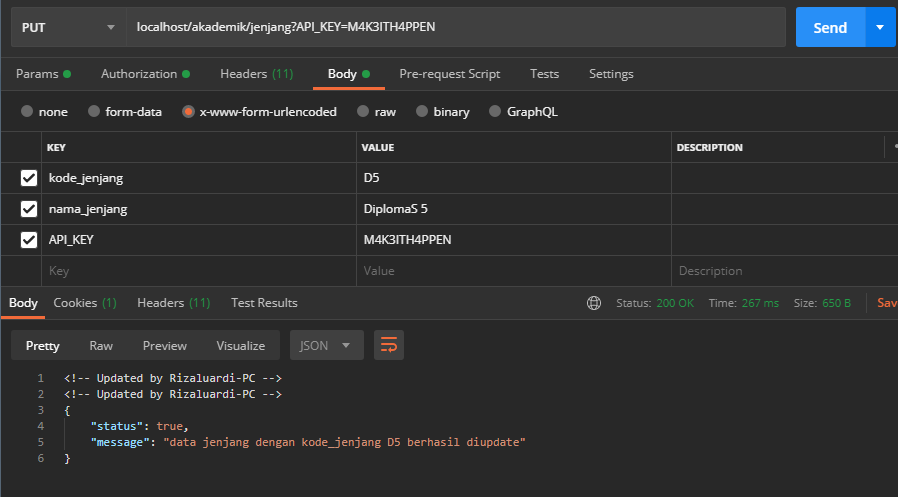 PUT localhost/akademik/jenjang?API_KEY=M4K3ITH4PPEN Send
Params Authorization Headers (11) Body Pre-request Script Tests Settings
none form-data x-www-form-urlencoded raw binary GraphQL
KEY VALUE DESCRIPTION
kode_jenjang D5
nama_jenjang DiplomaS 5
API_KEY M4K3ITH4PPEN
Key Value Description
Body Cookies (1) Headers (11) Test Results Status: 200 OK Time: 267 ms Size: 650 B Sav
Pretty Raw Preview Visualize JSON
1 <!-- Updated by Rizaluardi-PC -->
2 <!-- Updated by Rizaluardi-PC -->
3 {
4 "status": true,
5 "message": "data jenjang dengan kode_jenjang D5 berhasil diupdate"
6 }